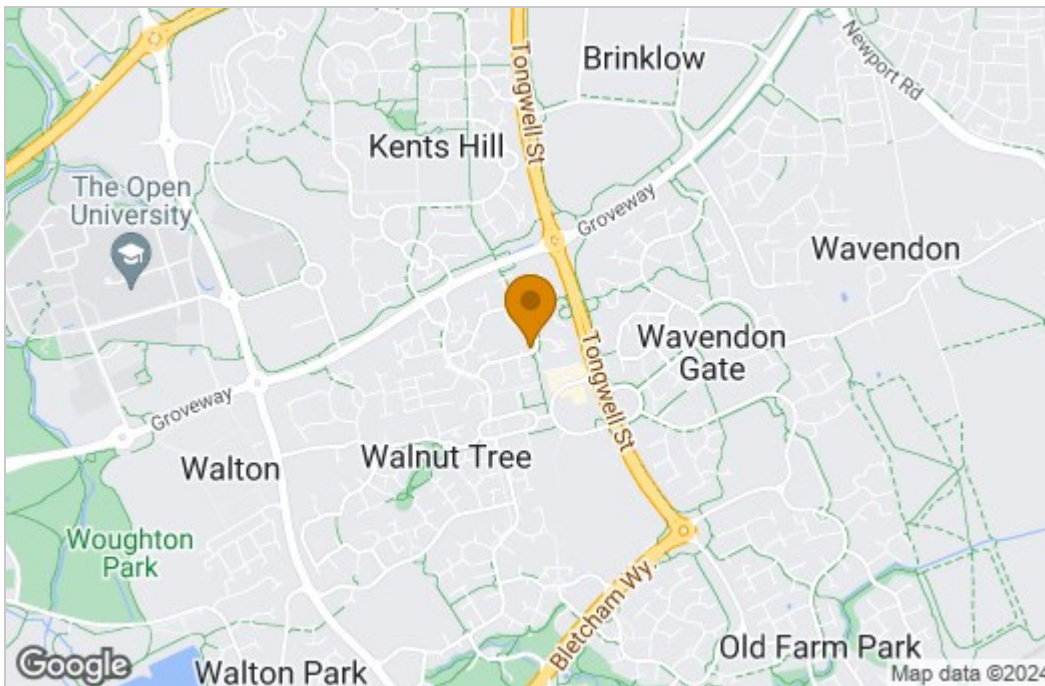 Brinklow
Newport Rd
Tongwell St
Kents Hill
The Open
University
Groveway
Wavendon
Wavendon
Gate
Tongwell St
Groveway
Walton
Walnut Tree
Woughton
Park
Bletcham Wy
Old Farm Park
Walton Park
Google
Map data ©2024